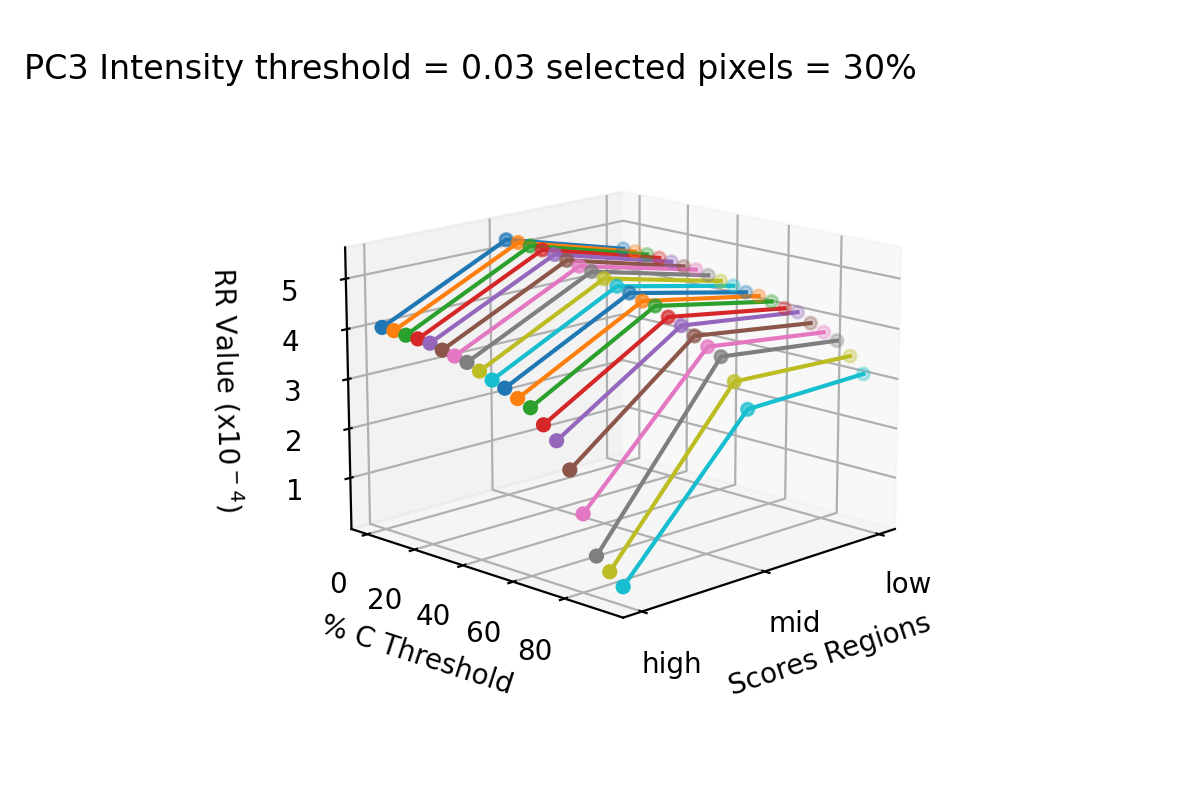 PC3 Intensity threshold = 0.03 selected pixels = 30%
RR Value (x10⁻⁴)
5
4
3
2
1
0
20
40
60
80
% C Threshold
high
mid
low
Scores Regions